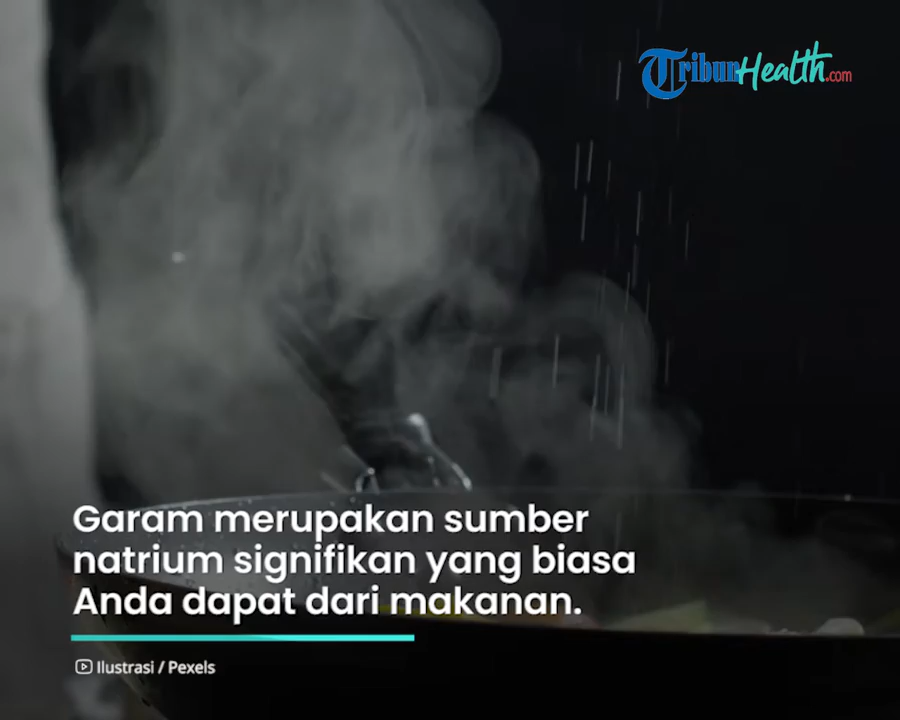 TribunHealth.com
Garam merupakan sumber
natrium signifikan yang biasa
Anda dapat dari makanan.
Ilustrasi / Pexels